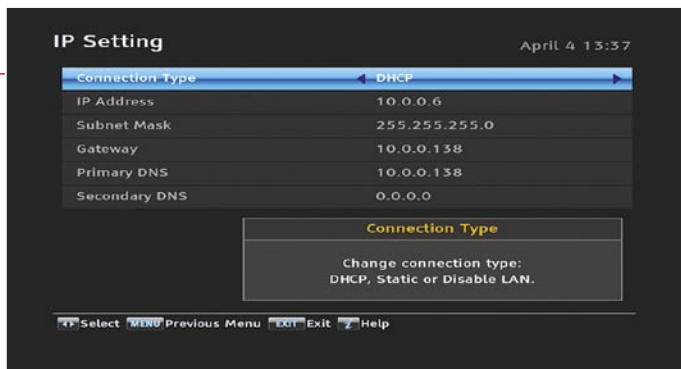 IP Setting
April 4 13:37
Connection Type DHCP
IP Address 10.0.0.6
Subnet Mask 255.255.255.0
Gateway 10.0.0.138
Primary DNS 10.0.0.138
Secondary DNS 0.0.0.0
Connection Type
Change connection type:
DHCP, Static or Disable LAN.
Select MENU Previous Menu EXIT Exit i Help